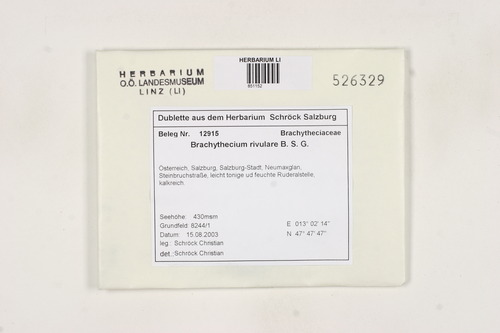 HERBARIUM
O.Ö. LANDESMUSEUM
LINZ (LI)
HERBARIUM LI
851152
526329
Dublette aus dem Herbarium Schröck Salzburg
Beleg Nr. 12915 Brachytheciaceae
Brachythecium rivulare B. S. G.
Österreich, Salzburg, Salzburg-Stadt, Neumaxglan,
Steinbruchstraße, leicht tonige ud feuchte Ruderalstelle,
kalkreich.
Seehöhe: 430msm
Grundfeld: 8244/1 E 013° 02' 14"
Datum: 15.08.2003 N 47° 47' 47"
leg.: Schröck Christian
det.: Schröck Christian